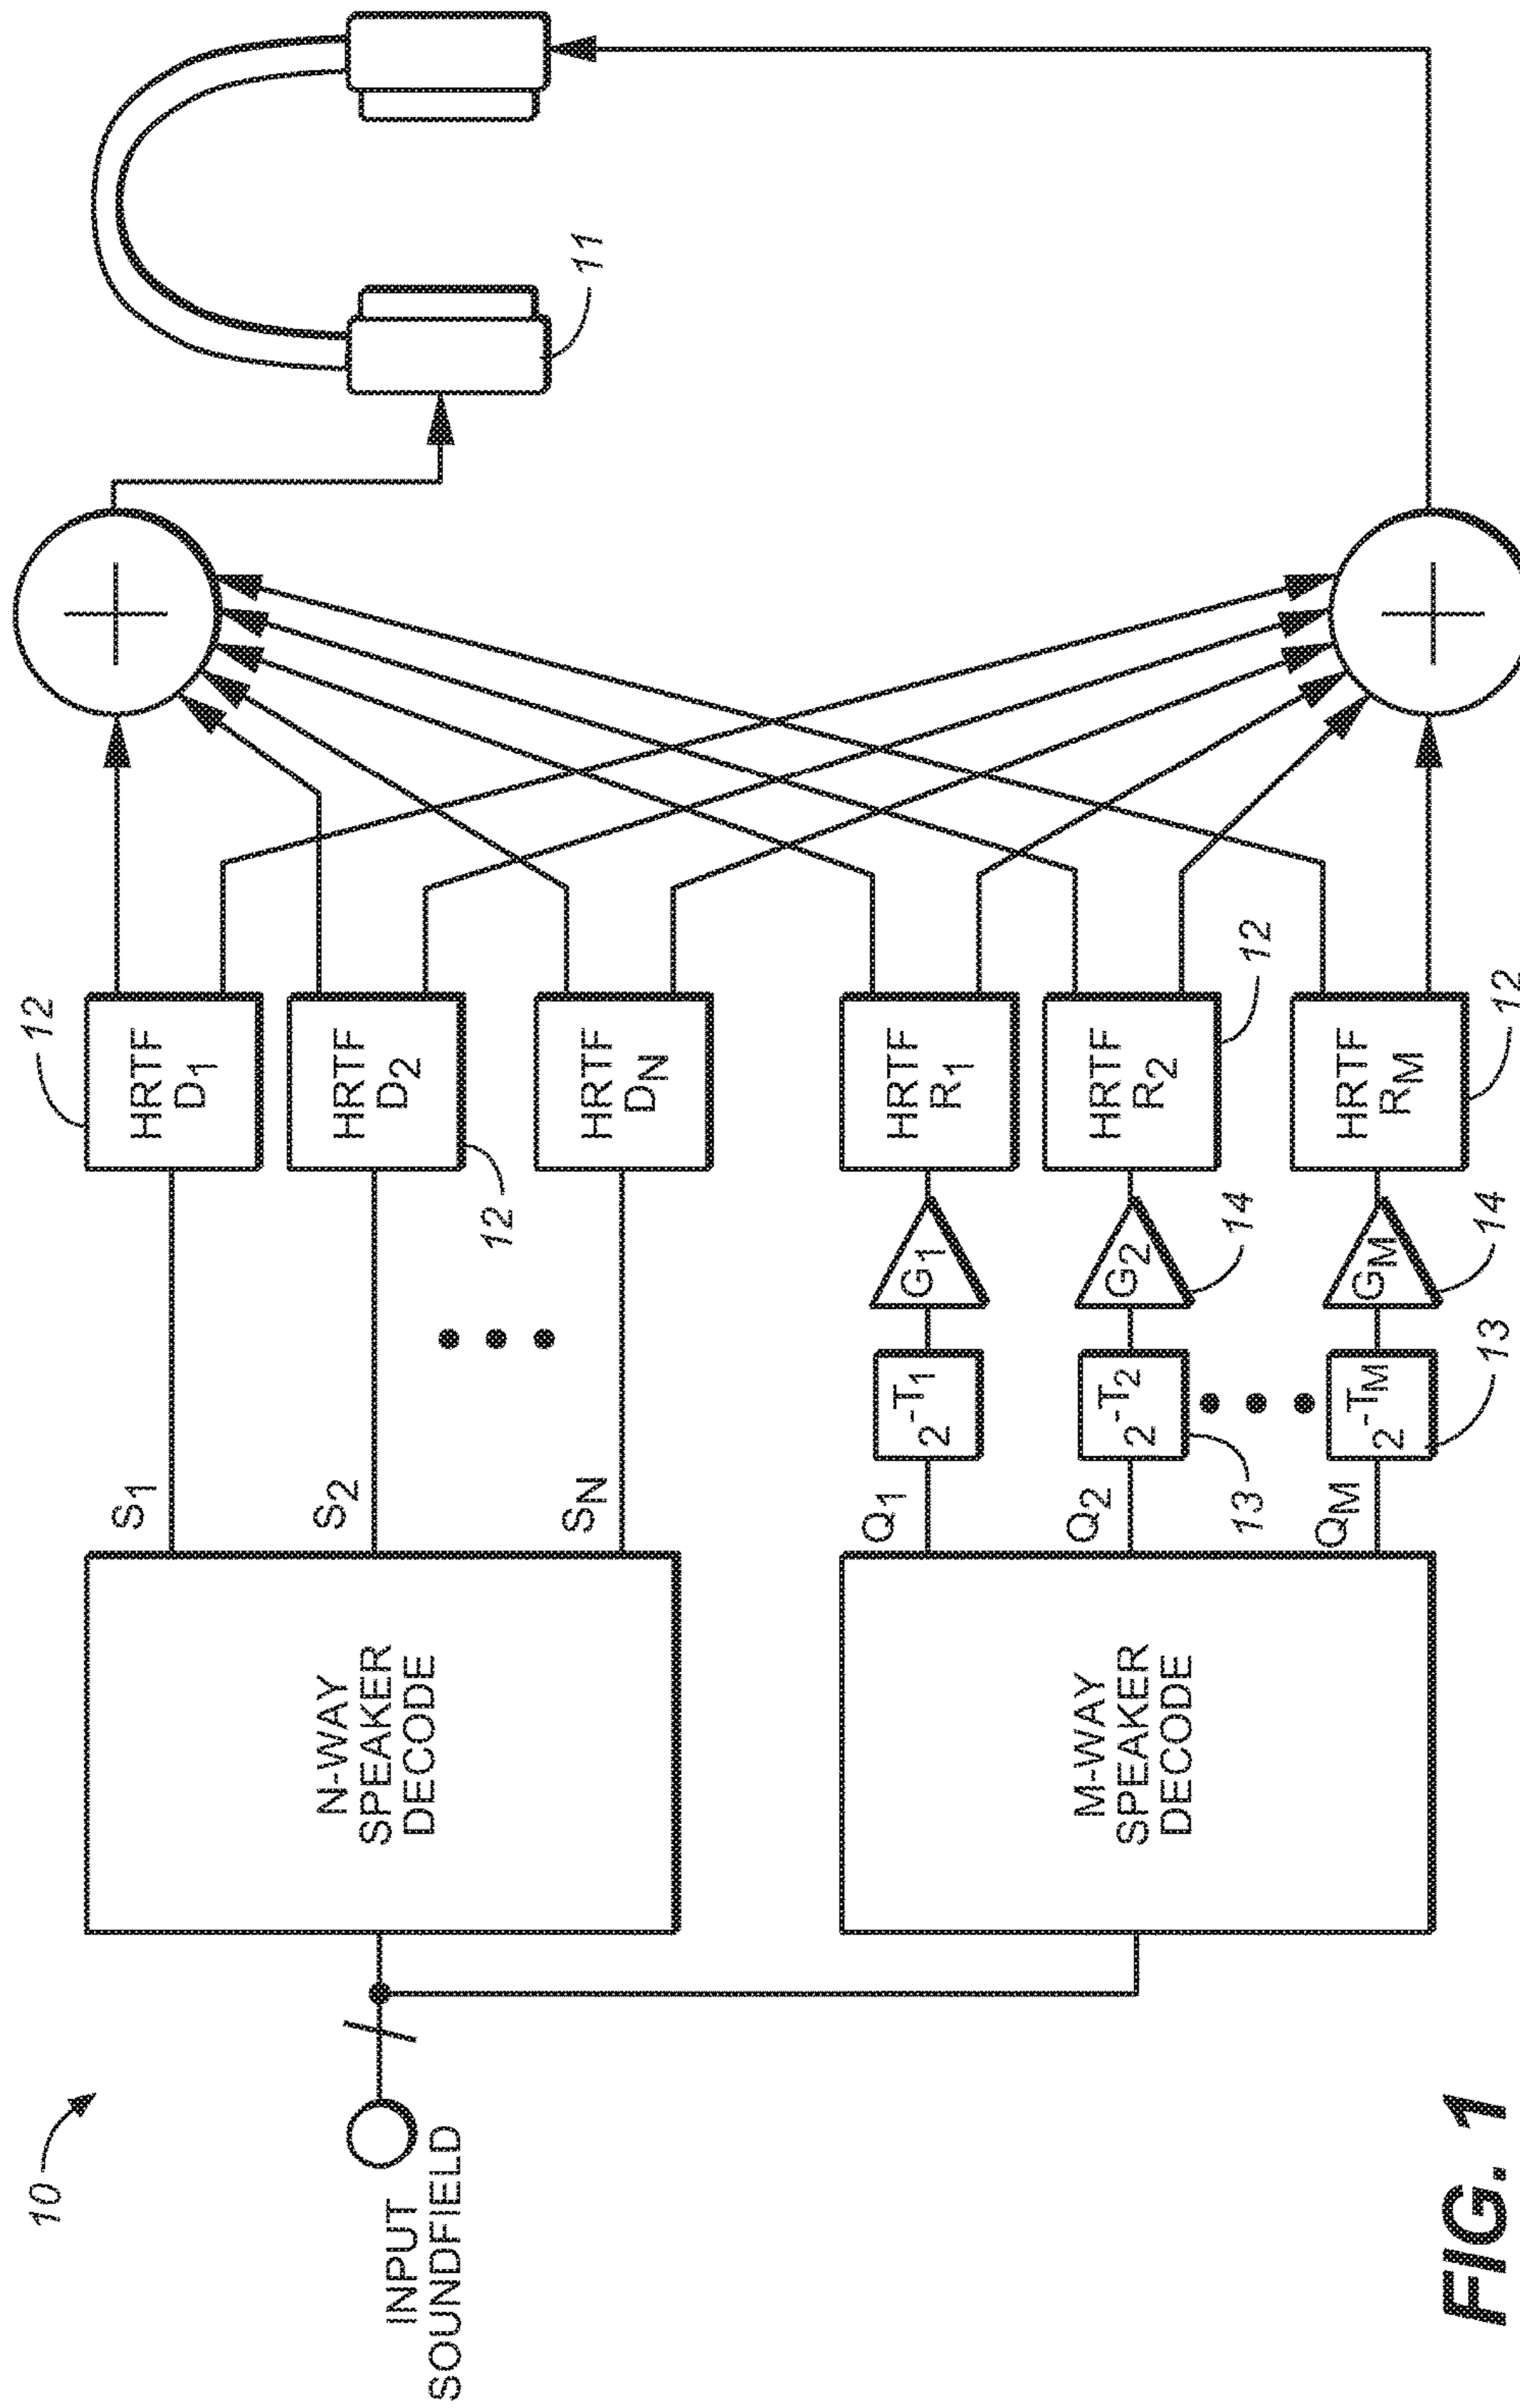 10
INPUT
SOUNDFIELD
N-WAY
SPEAKER
DECODE
M-WAY
SPEAKER
DECODE
S1
S2
SN
Q1
Q2
QM
2-T1
2-T2
2-TM
13
13
G1
G2
GM
14
14
HRTF
D1
12
HRTF
D2
12
HRTF
DN
HRTF
R1
HRTF
R2
12
HRTF
RM
12
11
FIG. 1